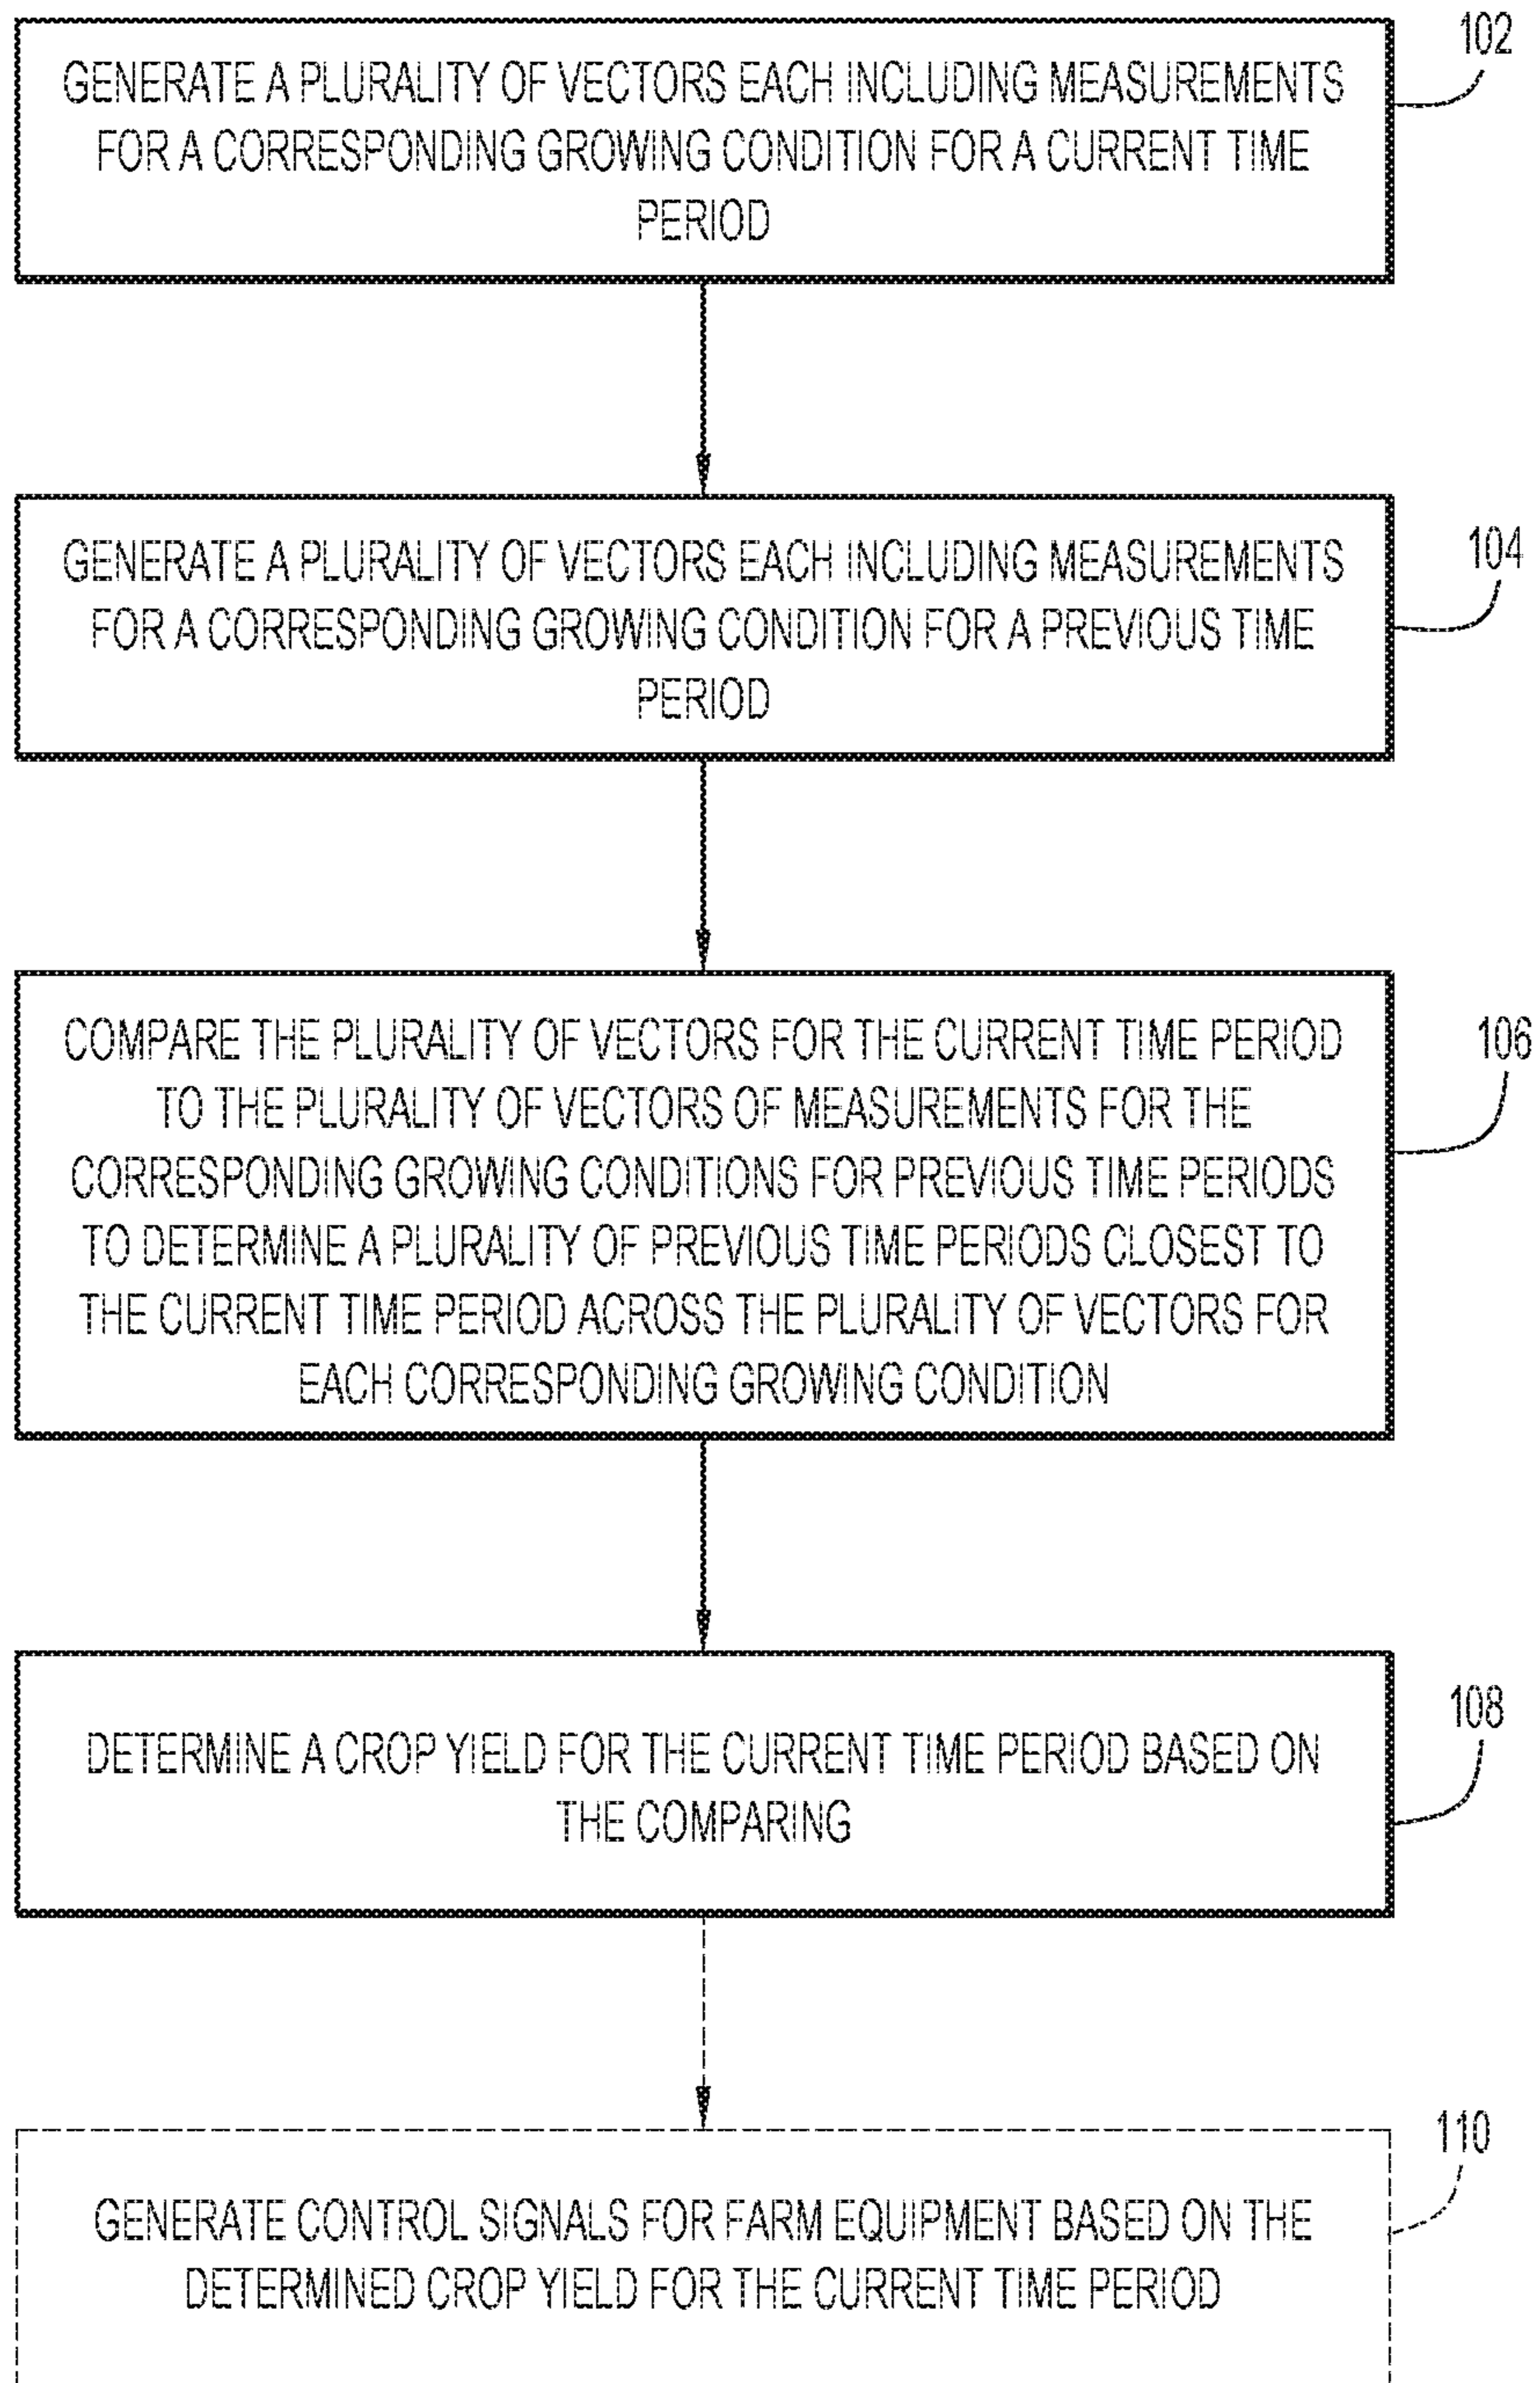 102
GENERATE A PLURALITY OF VECTORS EACH INCLUDING MEASUREMENTS
FOR A CORRESPONDING GROWING CONDITION FOR A CURRENT TIME
PERIOD
104
GENERATE A PLURALITY OF VECTORS EACH INCLUDING MEASUREMENTS
FOR A CORRESPONDING GROWING CONDITION FOR A PREVIOUS TIME
PERIOD
106
COMPARE THE PLURALITY OF VECTORS FOR THE CURRENT TIME PERIOD
TO THE PLURALITY OF VECTORS OF MEASUREMENTS FOR THE
CORRESPONDING GROWING CONDITIONS FOR PREVIOUS TIME PERIODS
TO DETERMINE A PLURALITY OF PREVIOUS TIME PERIODS CLOSEST TO
THE CURRENT TIME PERIOD ACROSS THE PLURALITY OF VECTORS FOR
EACH CORRESPONDING GROWING CONDITION
108
DETERMINE A CROP YIELD FOR THE CURRENT TIME PERIOD BASED ON
THE COMPARING
110
GENERATE CONTROL SIGNALS FOR FARM EQUIPMENT BASED ON THE
DETERMINED CROP YIELD FOR THE CURRENT TIME PERIOD